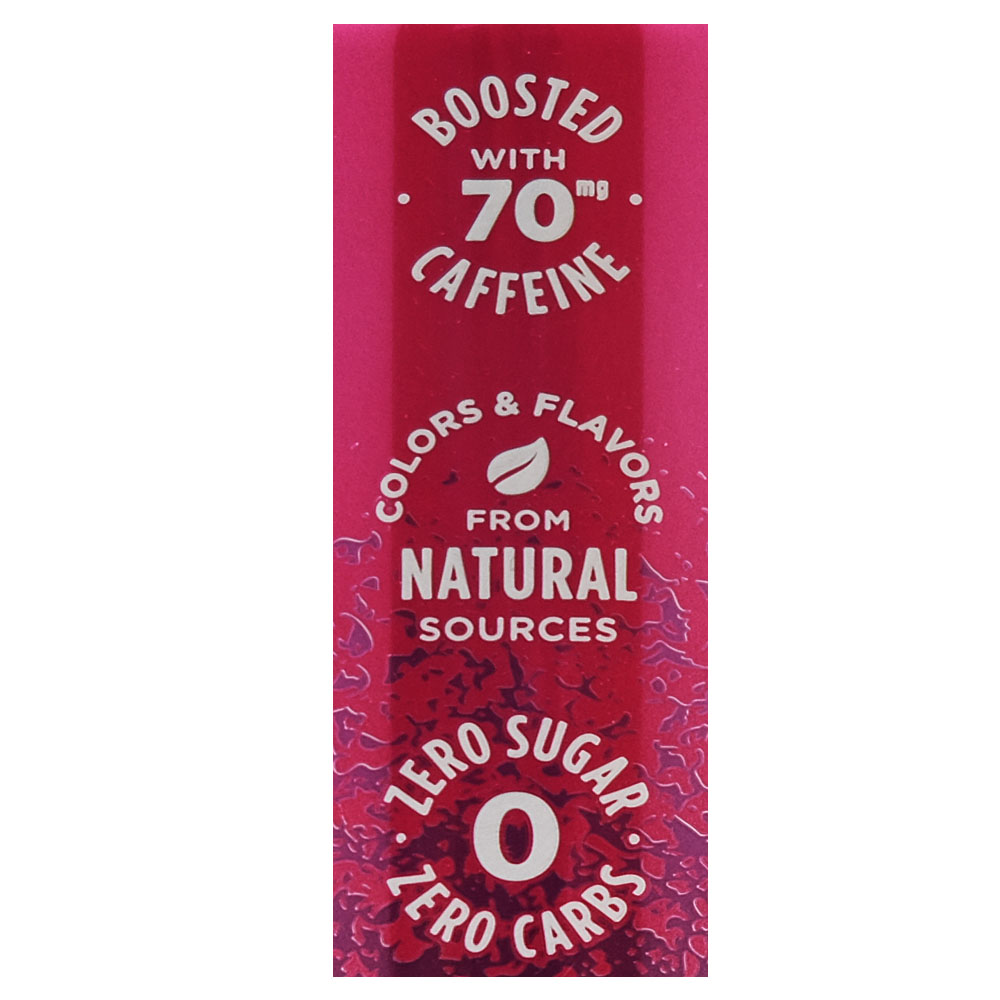 BOOSTED
WITH
70mg
CAFFEINE
COLORS & FLAVORS
FROM
NATURAL
SOURCES
ZERO SUGAR
0
ZERO CARBS